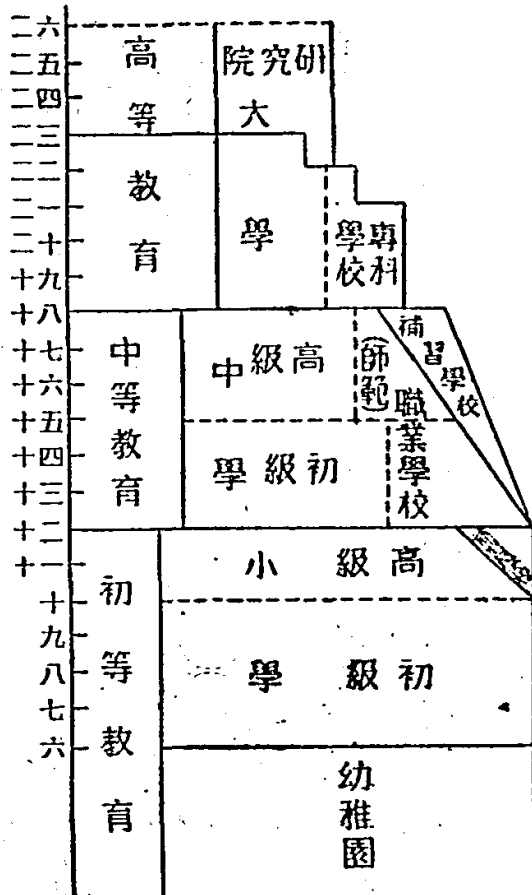 二六
二五
二四
二三
二二
二一
二十
十九
十八
十七
十六
十五
十四
十三
十二
十一
十
九
八
七
六
高等教育
研究院
大學
專科學校
中等教育
高級中
初級學
(師範)
職業學校
補習學校
初等教育
高級小
初級學
幼稚園